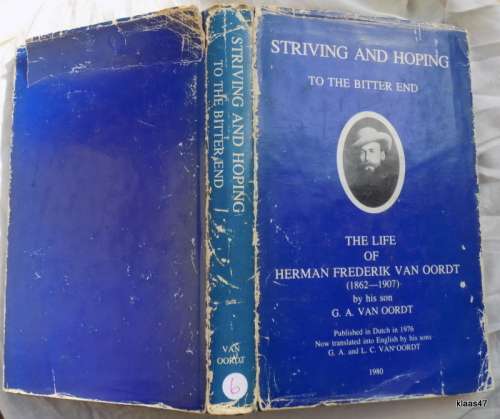 STRIVING AND HOPING
TO THE BITTER END
VAN
OORDT
6
STRIVING AND HOPING
TO THE BITTER END
THE LIFE
OF
HERMAN FREDERIK VAN OORDT
(1862—1907)
by his son
G. A. VAN OORDT
Published in Dutch in 1976
Now translated into English by his sons
G. A. and L. C. VAN OORDT
1980
klaas47